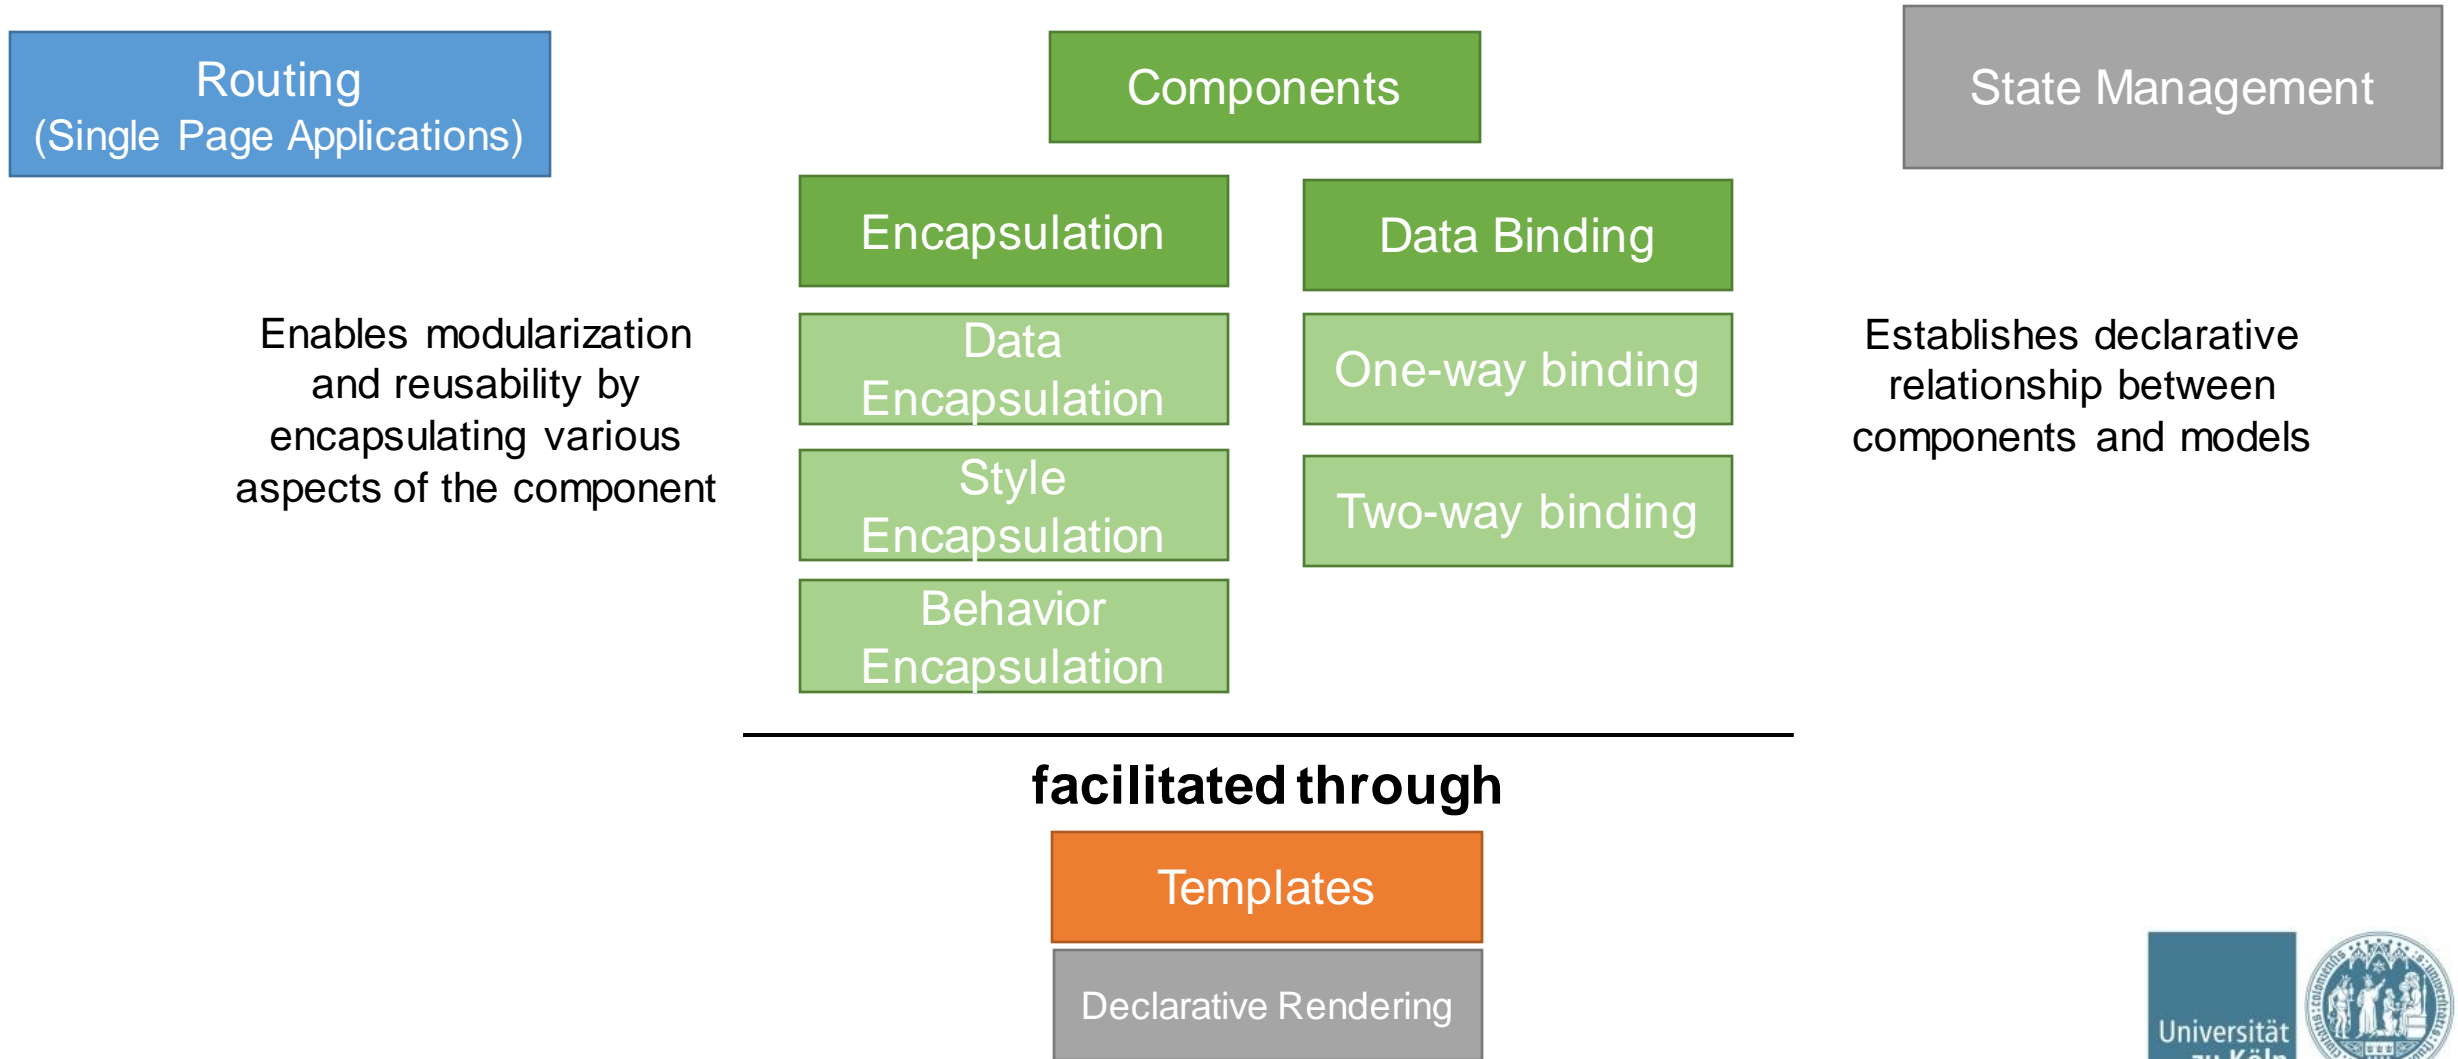 Routing
(Single Page Applications)
Components
State Management
Encapsulation
Data Binding
Enables modularization
and reusability by
encapsulating various
aspects of the component
Data
Encapsulation
Style
Encapsulation
Behavior
Encapsulation
One-way binding
Two-way binding
Establishes declarative
relationship between
components and models
facilitated through
Templates
Declarative Rendering
Universität
zu Köln